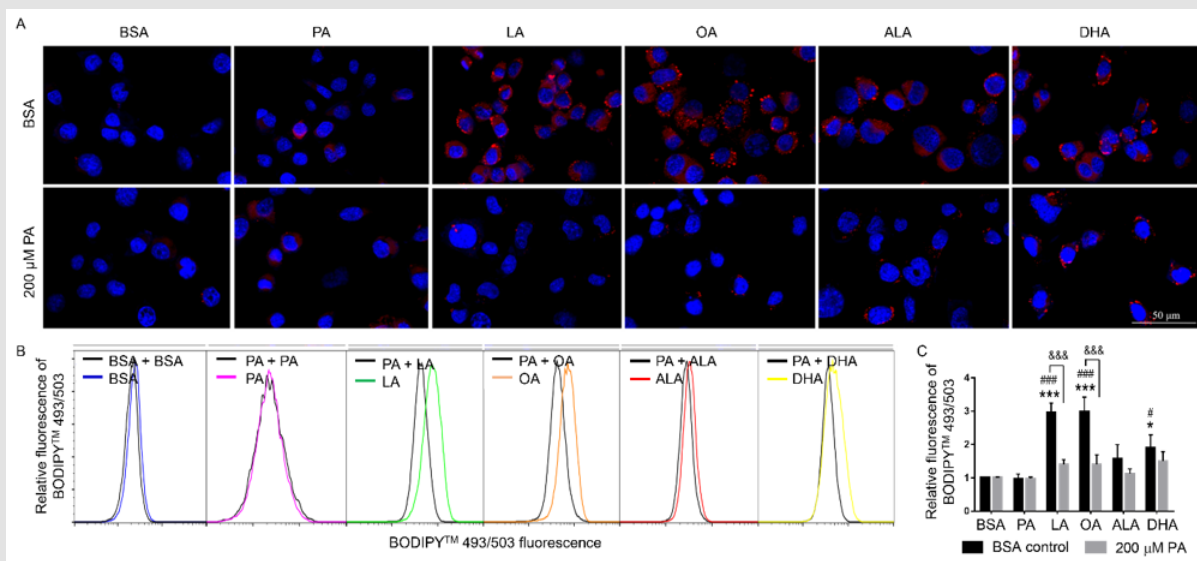 A
BSA PA LA OA ALA DHA
BSA
200 μM PA
50 μm
B
Relative fluorescence of
BODIPY™ 493/503
BSA + BSA
BSA
PA + PA
PA
PA + LA
LA
PA + OA
OA
PA + ALA
ALA
PA + DHA
DHA
BODIPY™ 493/503 fluorescence
C
Relative fluorescence of
BODIPY™ 493/503
4
3
2
1
0
&&&
&&&
###
***
###
***
#
*
BSA PA LA OA ALA DHA
BSA control 200 μM PA